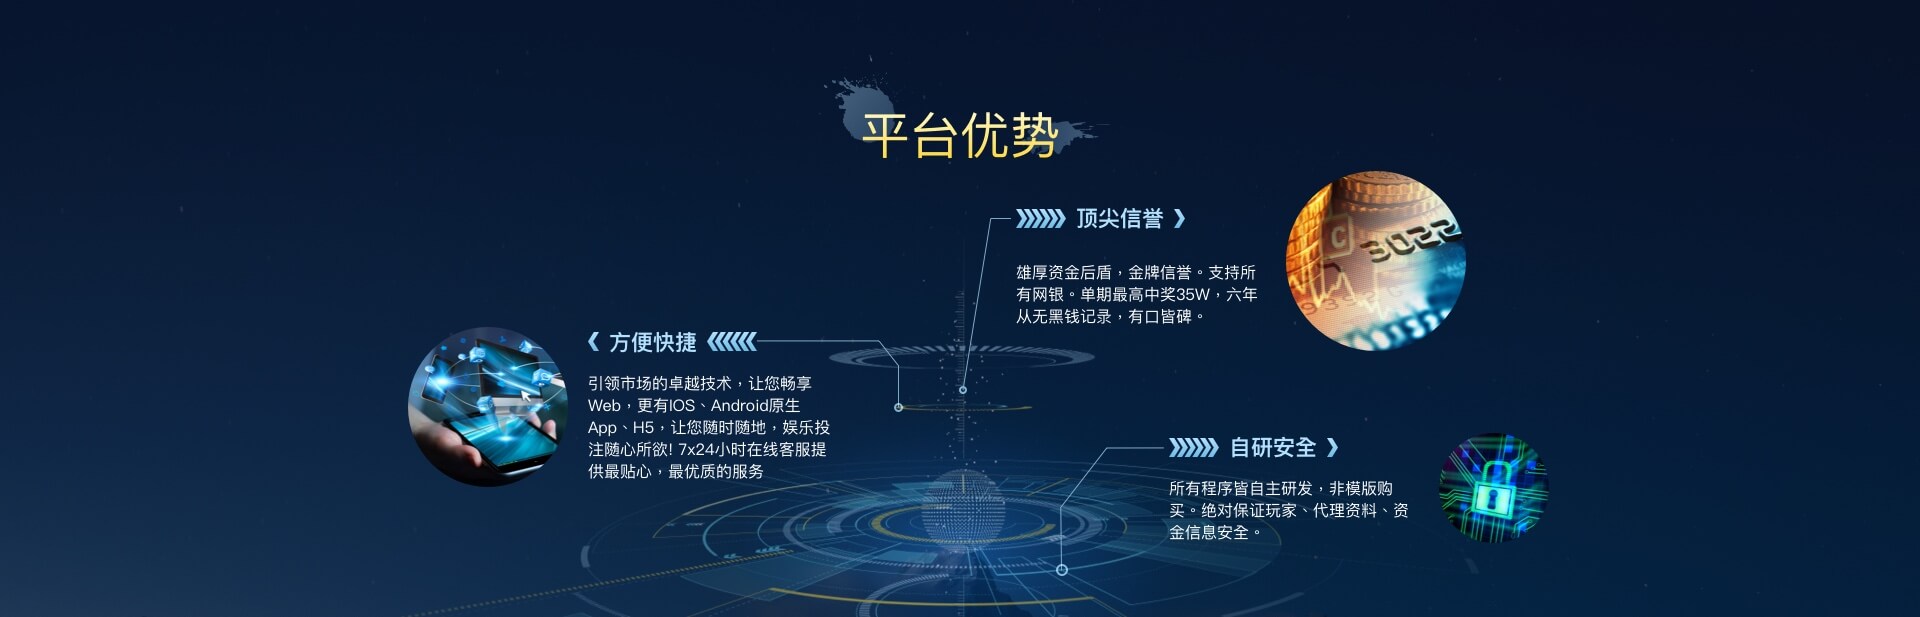 平台优势
顶尖信誉
雄厚资金后盾，金牌信誉。支持所
有网银。单期最高中奖35W，六年
从无黑钱记录，有口皆碑。
3022
方便快捷
引领市场的卓越技术，让您畅享
Web，更有IOS、Android原生
App、H5，让您随时随地，娱乐投
注随心所欲! 7x24小时在线客服提
供最贴心，最优质的服务
自研安全
所有程序皆自主研发，非模版购
买。绝对保证玩家、代理资料、资
金信息安全。